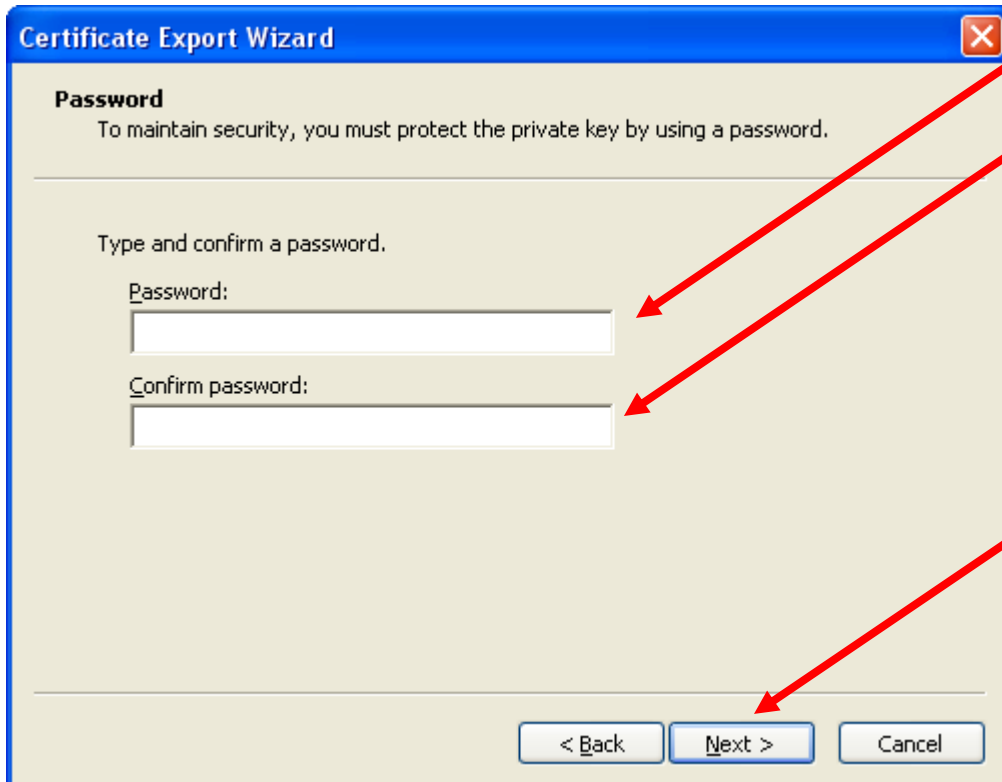 Certificate Export Wizard
Password
To maintain security, you must protect the private key by using a password.
Type and confirm a password.
Password:
Confirm password:
< Back Next > Cancel